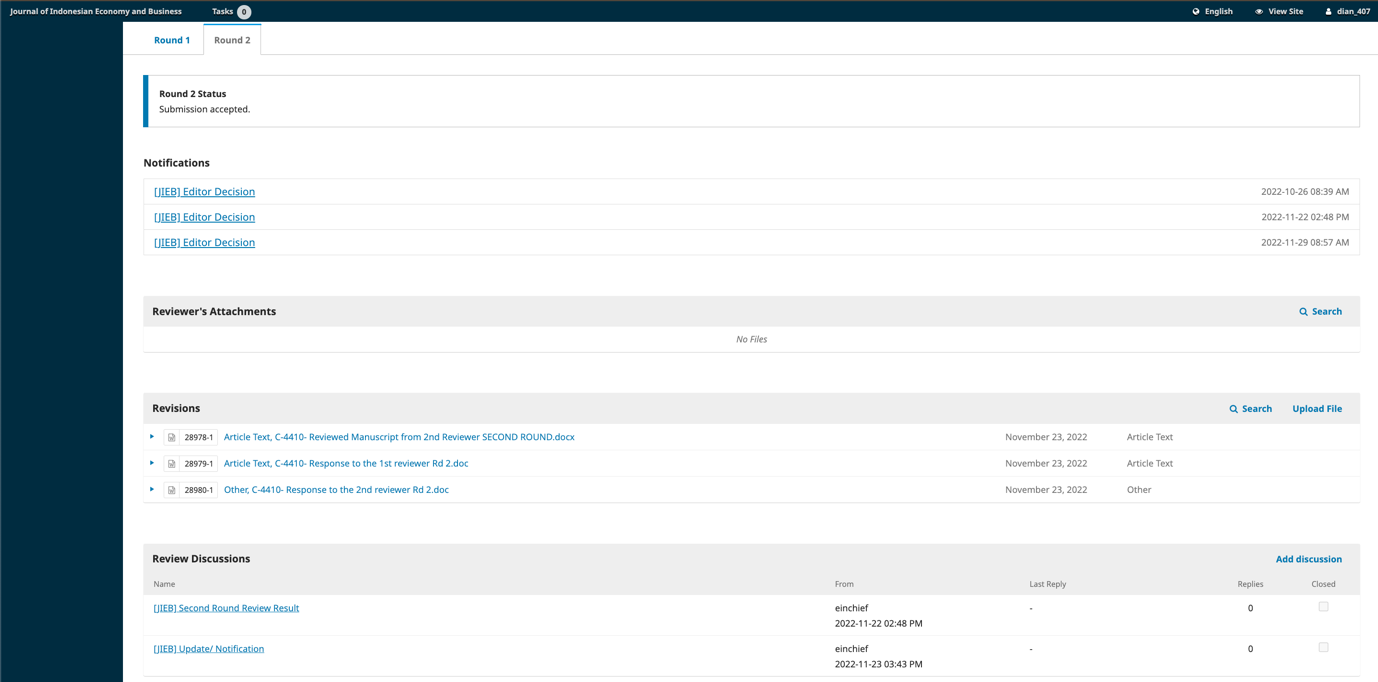 Journal of Indonesian Economy and Business Tasks 0 English View Site dian_407
Round 1 Round 2
Round 2 Status
Submission accepted.
Notifications
[JIEB] Editor Decision 2022-10-26 08:39 AM
[JIEB] Editor Decision 2022-11-22 02:48 PM
[JIEB] Editor Decision 2022-11-29 08:57 AM
Reviewer's Attachments Search
No Files
Revisions Search Upload File
28978-1 Article Text, C-4410- Reviewed Manuscript from 2nd Reviewer SECOND ROUND.docx November 23, 2022 Article Text
28979-1 Article Text, C-4410- Response to the 1st reviewer Rd 2.doc November 23, 2022 Article Text
28980-1 Other, C-4410- Response to the 2nd reviewer Rd 2.doc November 23, 2022 Other
Review Discussions Add discussion
Name From Last Reply Replies Closed
[JIEB] Second Round Review Result einchief - 0
2022-11-22 02:48 PM
[JIEB] Update/ Notification einchief - 0
2022-11-23 03:43 PM